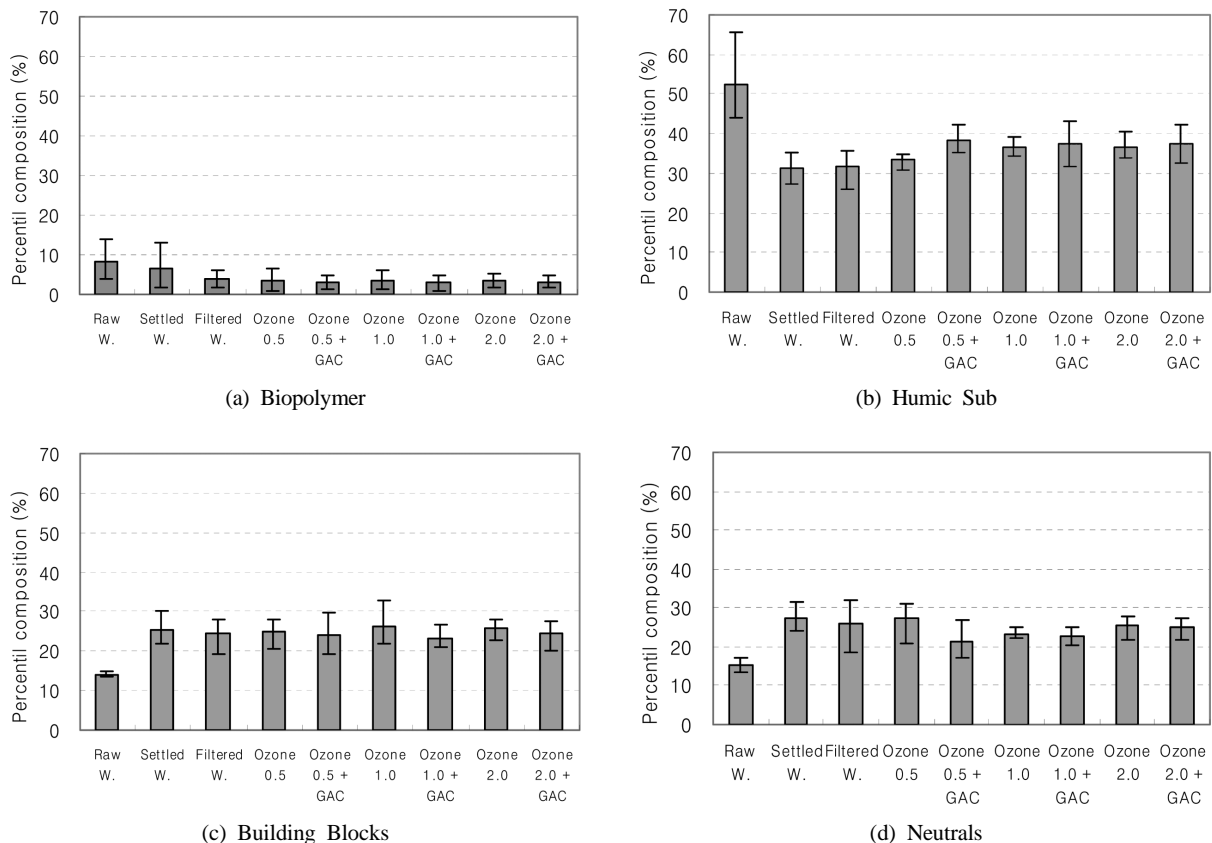 Percentil composition (%)
70
60
50
40
30
20
10
0
Raw Settled Filtered Ozone Ozone Ozone Ozone Ozone Ozone
W. W. W. 0.5 0.5 + 1.0 1.0 + 2.0 2.0 +
GAC GAC GAC
(a) Biopolymer
Percentil composition (%)
70
60
50
40
30
20
10
0
Raw Settled Filtered Ozone Ozone Ozone Ozone Ozone Ozone
W. W. W. 0.5 0.5 + 1.0 1.0 + 2.0 2.0 +
GAC GAC GAC
(b) Humic Sub
Percentil composition (%)
70
60
50
40
30
20
10
0
Raw Settled Filtered Ozone Ozone Ozone Ozone Ozone Ozone
W. W. W. 0.5 0.5 + 1.0 1.0 + 2.0 2.0 +
GAC GAC GAC
(c) Building Blocks
Percentil composition (%)
70
60
50
40
30
20
10
0
Raw Settled Filtered Ozone Ozone Ozone Ozone Ozone Ozone
W. W. W. 0.5 0.5 + 1.0 1.0 + 2.0 2.0 +
GAC GAC GAC
(d) Neutrals